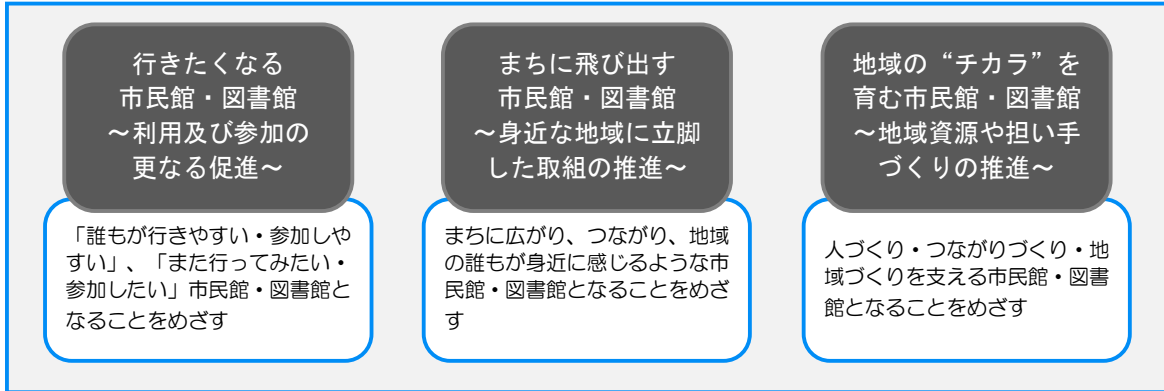 行きたくなる
市民館・図書館
～利用及び参加の
更なる促進～
「誰もが行きやすい・参加しや
すい」、「また行ってみたい・
参加したい」市民館・図書館と
なることをめざす
まちに飛び出す
市民館・図書館
～身近な地域に立脚
した取組の推進～
まちに広がり、つながり、地域
の誰もが身近に感じるような市
民館・図書館となることをめざ
す
地域の“チカラ”を
育む市民館・図書館
～地域資源や担い手
づくりの推進～
人づくり・つながりづくり・地
域づくりを支える市民館・図書
館となることをめざす